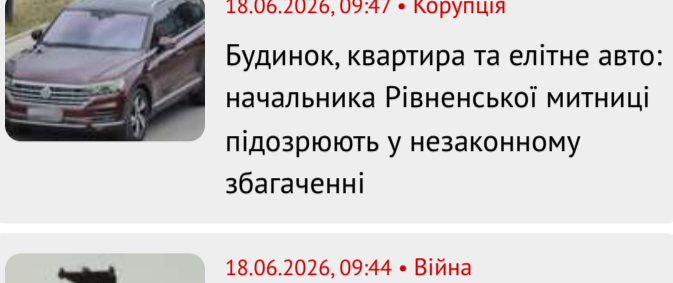 18.06.2026, 09:47 • Корупція
Будинок, квартира та елітне авто:
начальника Рівненської митниці
підозрюють у незаконному
збагаченні
18.06.2026, 09:44 • Війна